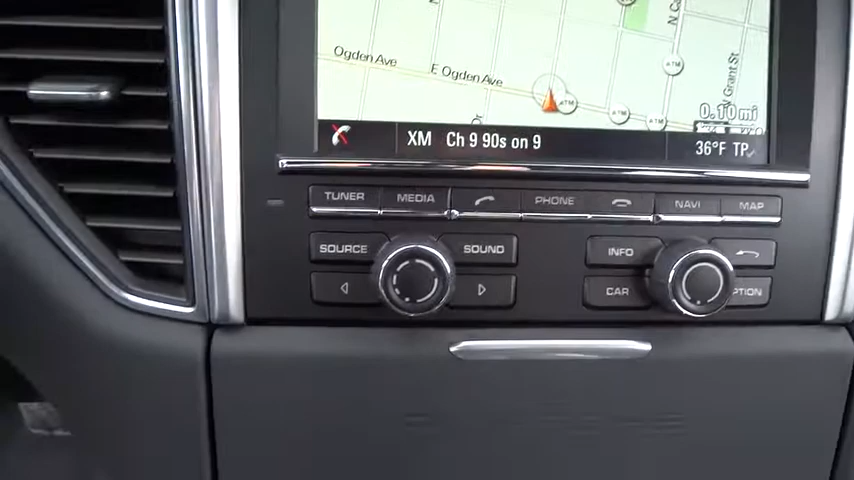 Ogden Ave
E Ogden Ave
N Ca
N Grant St
ATM
ATM
ATM
ATM
0.10 mi
XM Ch 9 90s on 9
36°F TP
TUNER MEDIA PHONE NAVI MAP
SOURCE SOUND INFO
CAR PTION